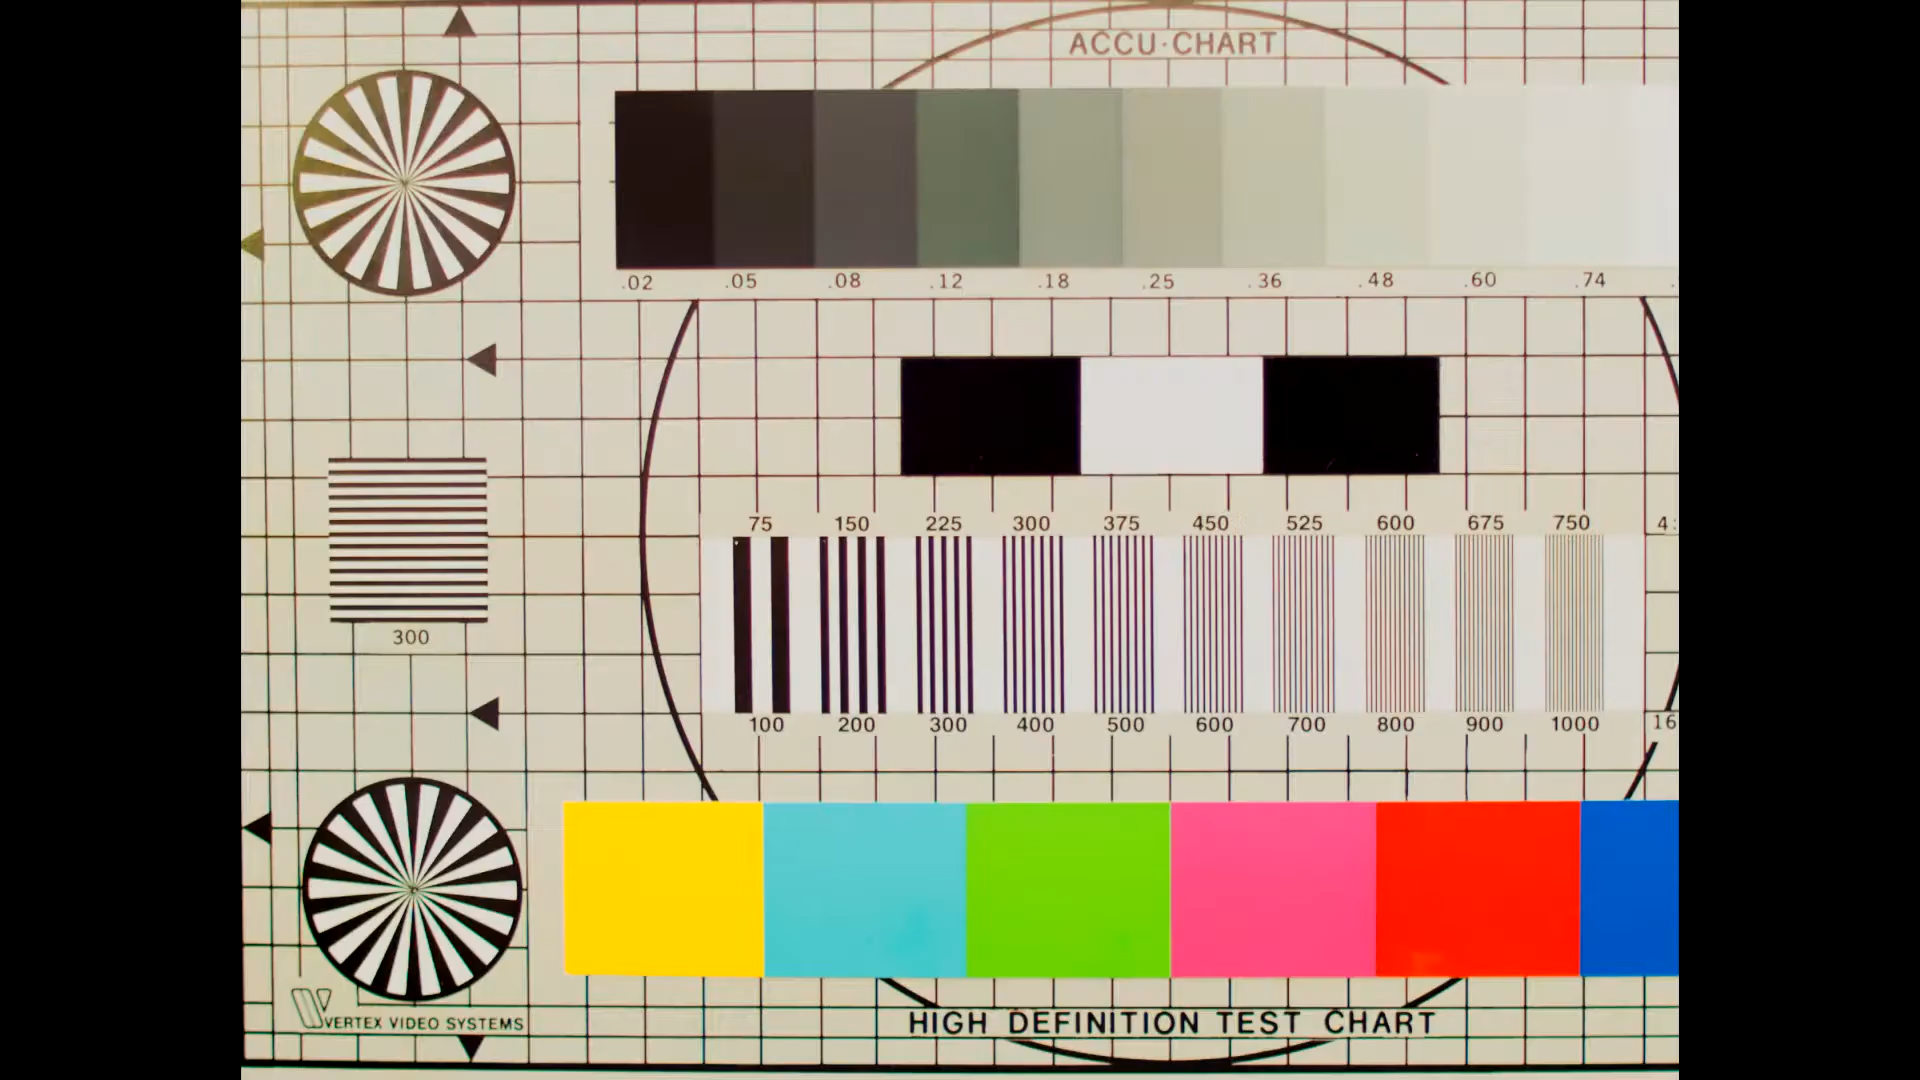 ACCU·CHART
.02 .05 .08 .12 .18 .25 .36 .48 .60 .74
75 150 225 300 375 450 525 600 675 750
300
100 200 300 400 500 600 700 800 900 1000 16
VERTEX VIDEO SYSTEMS
HIGH DEFINITION TEST CHART